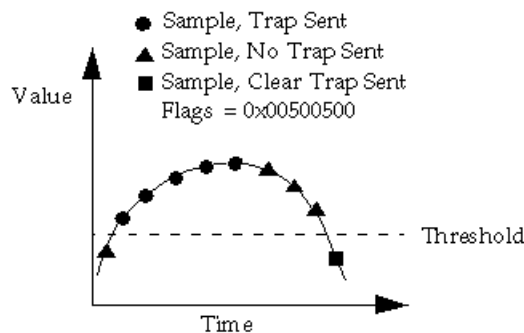 Sample, Trap Sent
Sample, No Trap Sent
Sample, Clear Trap Sent
Flags = 0x00500500
Value
Threshold
Time